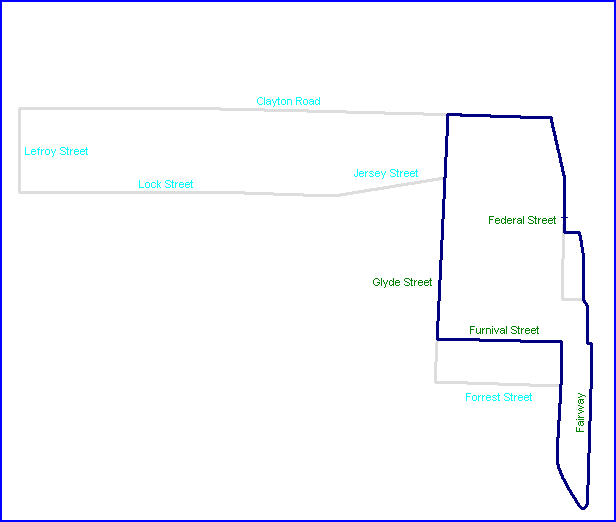 Clayton Road
Lefroy Street
Jersey Street
Lock Street
Federal Street
Glyde Street
Furnival Street
Forrest Street
Fairway